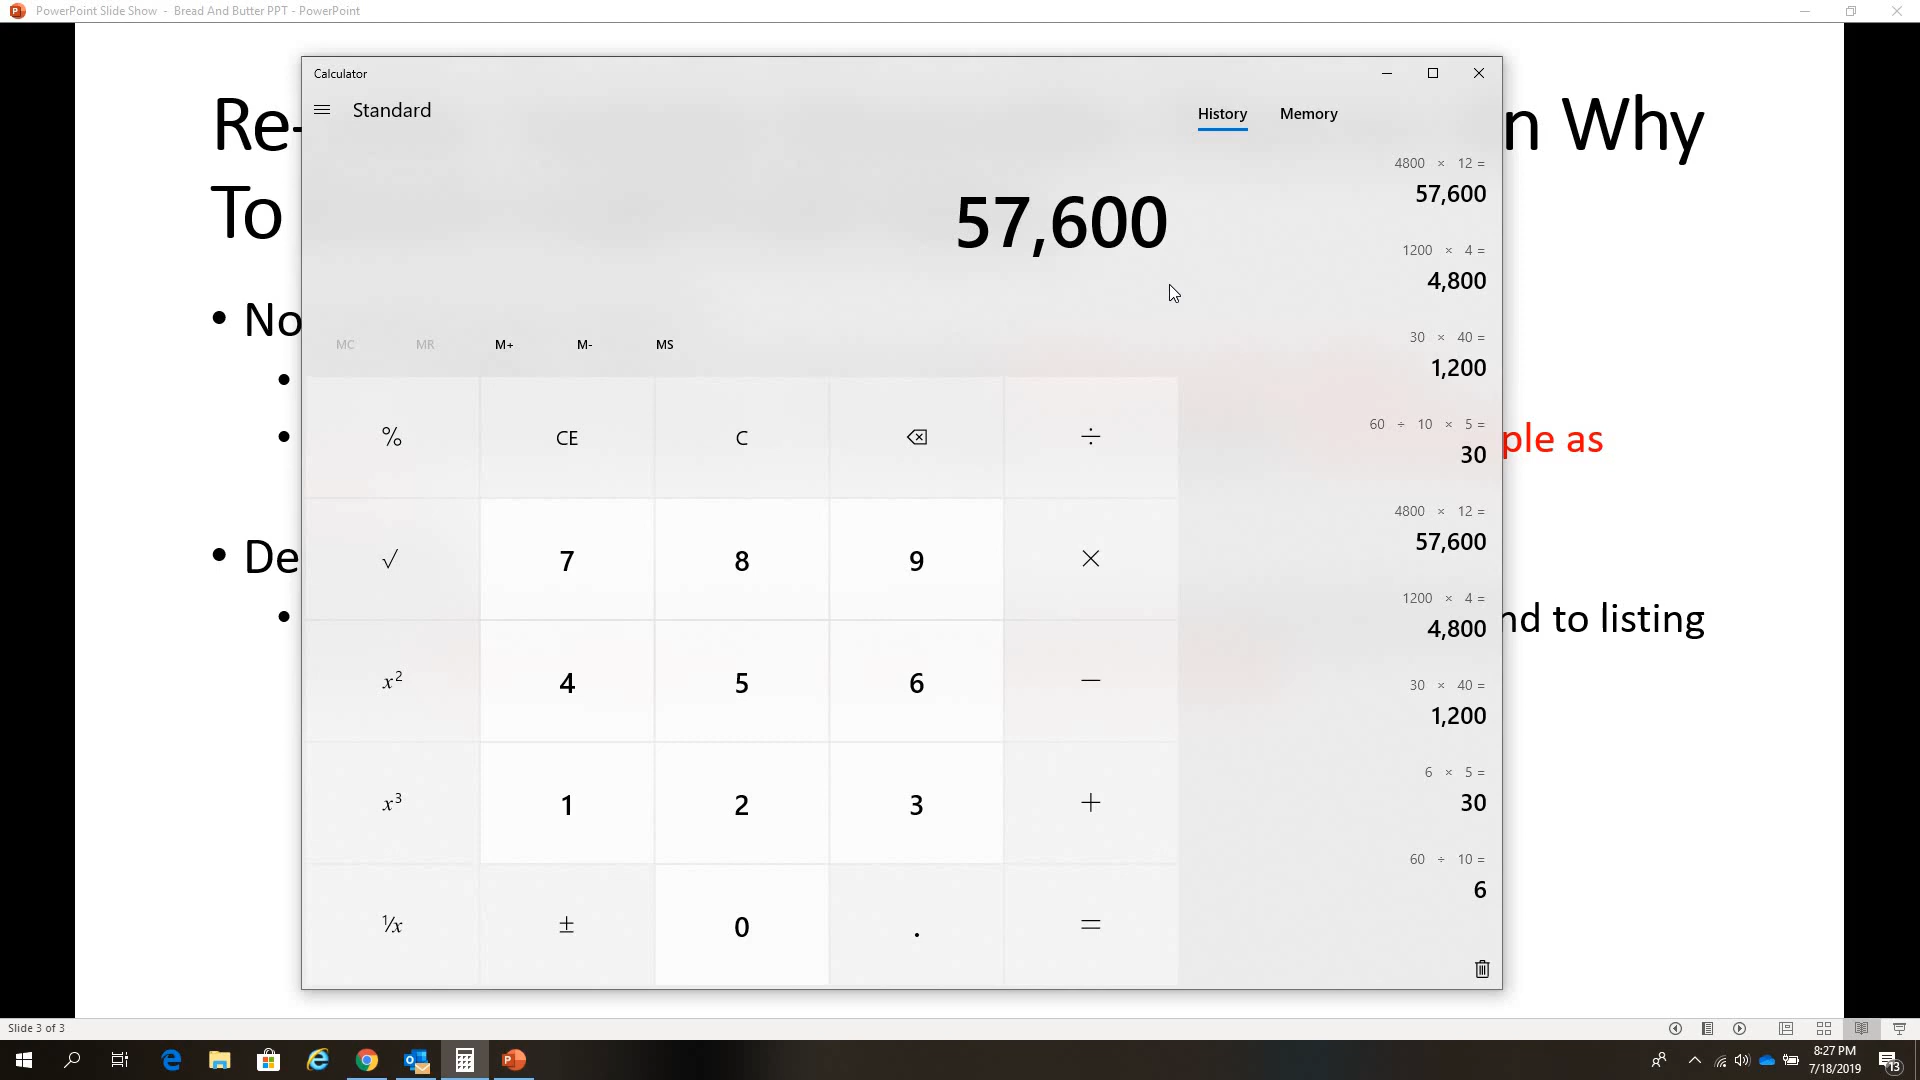 PowerPoint Slide Show - Bread And Butter PPT - PowerPoint
Calculator
Standard
History Memory
Re-
n Why
To
57,600
4800 × 12 =
57,600
1200 × 4 =
4,800
30 × 40 =
1,200
60 ÷ 10 × 5 =
30
4800 × 12 =
57,600
1200 × 4 =
4,800
30 × 40 =
1,200
6 × 5 =
30
60 ÷ 10 =
6
• No
MC MR M+ M- MS
•
• ple as
• De
• nd to listing
% CE C ÷
√ 7 8 9 ×
x² 4 5 6 −
x³ 1 2 3 +
¹⁄x ± 0 . =
Slide 3 of 3
8:27 PM
7/18/2019
13